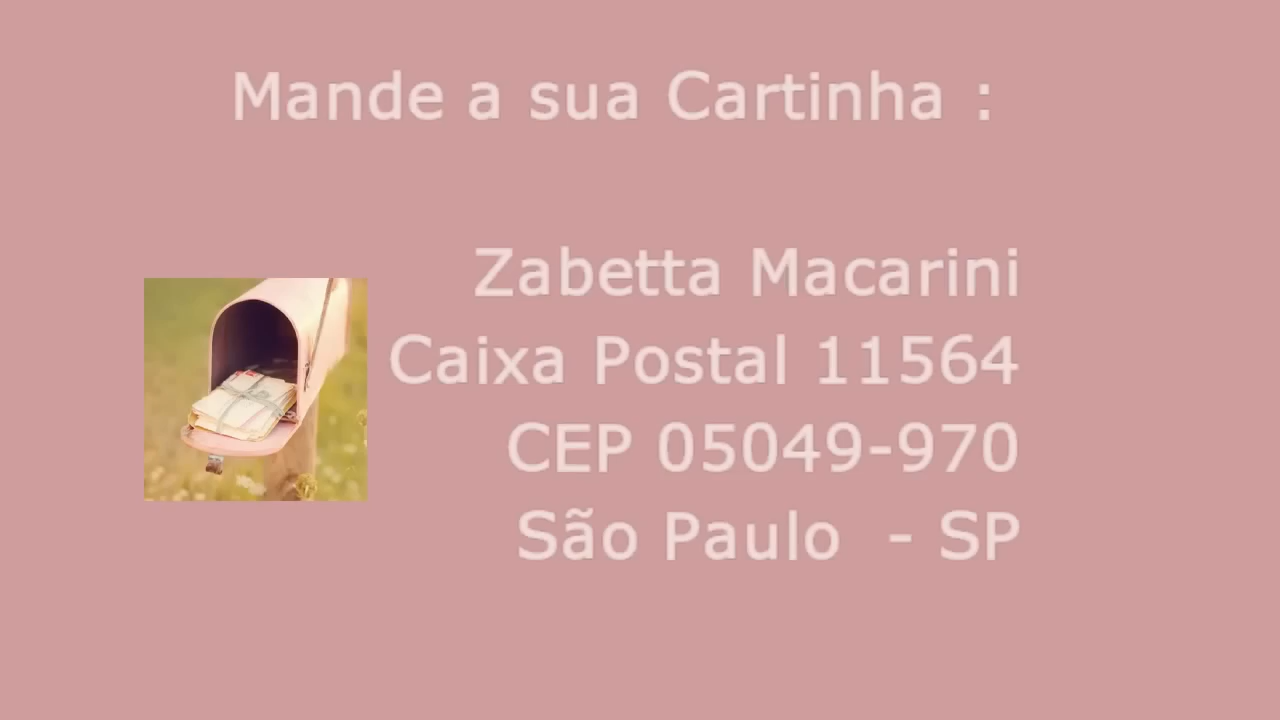 Mande a sua Cartinha :
Zabetta Macarini
Caixa Postal 11564
CEP 05049-970
São Paulo  - SP